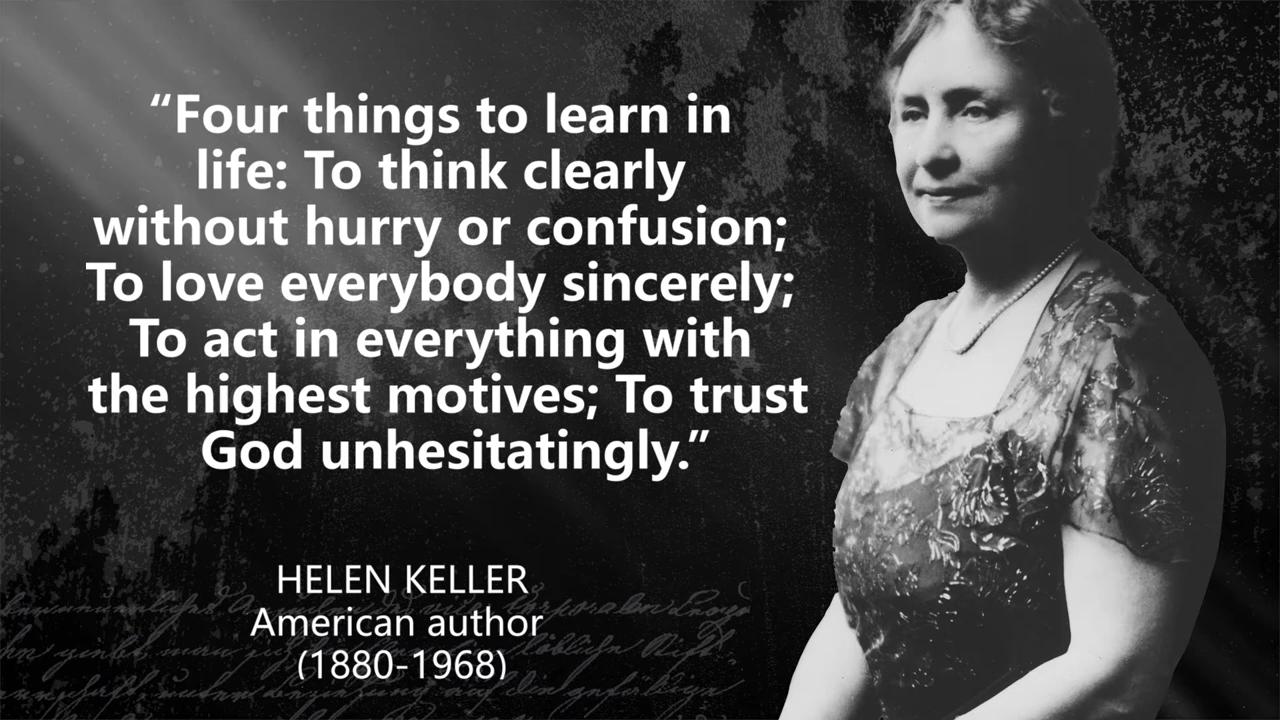 “Four things to learn in
life: To think clearly
without hurry or confusion;
To love everybody sincerely;
To act in everything with
the highest motives; To trust
God unhesitatingly.”
HELEN KELLER
American author
(1880-1968)